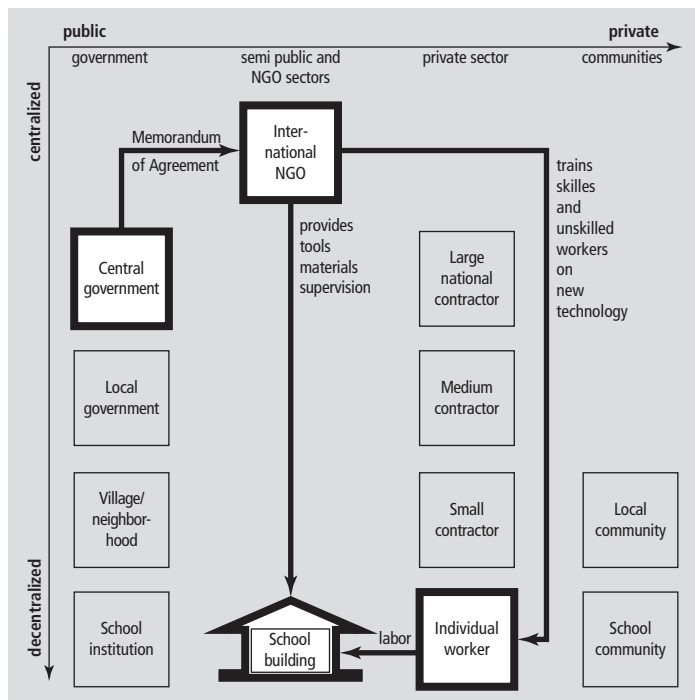 public
private
government
semi public and
NGO sectors
private sector
communities
centralized
decentralized
Memorandum
of Agreement
Inter-
national
NGO
trains
skilles
and
unskilled
workers
on
new
technology
provides
tools
materials
supervision
Central
government
Large
national
contractor
Local
government
Medium
contractor
Village/
neighbor-
hood
Small
contractor
Local
community
School
institution
School
building
labor
Individual
worker
School
community